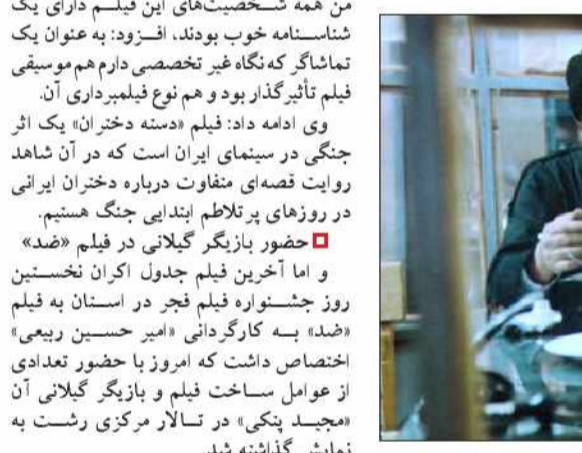 من همه شخصیت‌های این فیلم دارای یک
شناسنامه خوب بودند، افزود: به عنوان یک
تماشاگر که نگاه غیر تخصصی دارم هم موسیقی
فیلم تأثیرگذار بود و هم نوع فیلمبرداری آن.
وی ادامه داد: فیلم «دسته دختران» یک اثر
جنگی در سینمای ایران است که در آن شاهد
روایت قصه‌ای متفاوت درباره دختران ایرانی
در روزهای پرتلاطم ابتدایی جنگ هستیم.
حضور بازیگر گیلانی در فیلم «ضد»
و اما آخرین فیلم جدول اکران نخستین
روز جشنواره فیلم فجر در استان به فیلم
«ضد» به کارگردانی «امیر حسین ربیعی»
اختصاص داشت که امروز با حضور تعدادی
از عوامل ساخت فیلم و بازیگر گیلانی آن
«مجید پتکی» در تالار مرکزی رشت به
نمایش گذاشته شد.